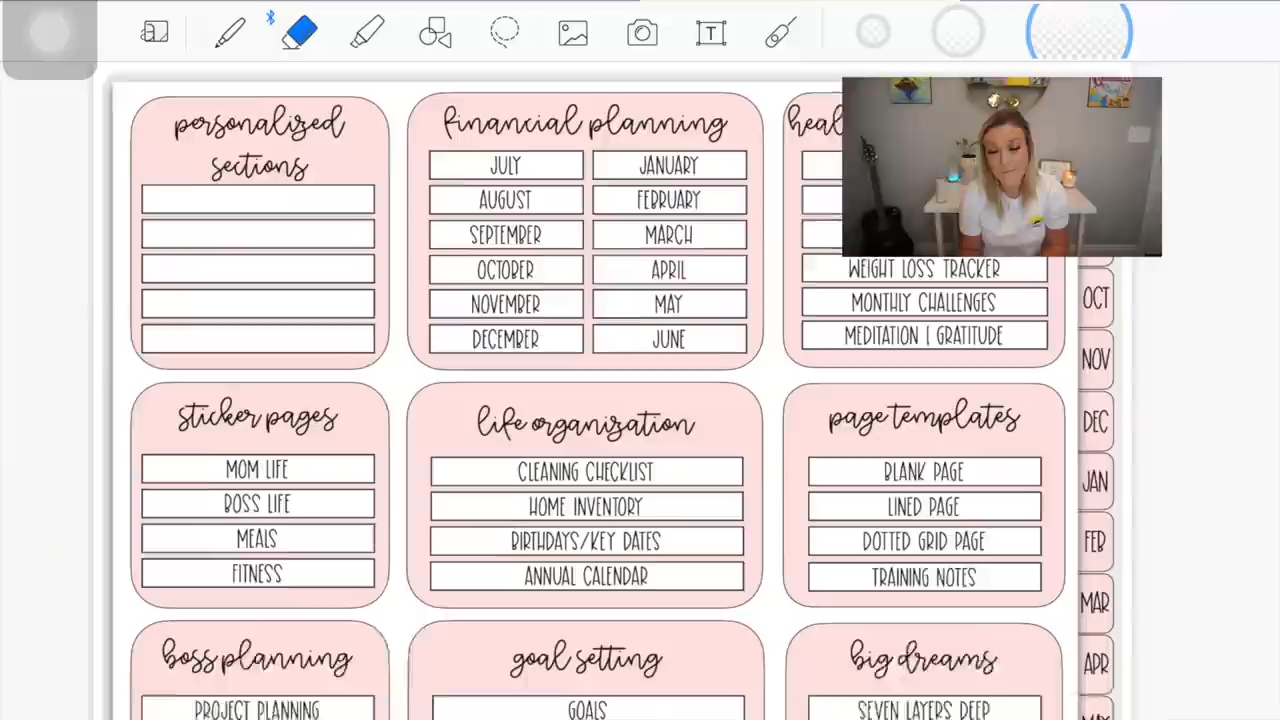 personalized
sections
financial planning
JULY
JANUARY
AUGUST
FEBRUARY
SEPTEMBER
MARCH
OCTOBER
APRIL
NOVEMBER
MAY
DECEMBER
JUNE
WEIGHT LOSS TRACKER
MONTHLY CHALLENGES
MEDITATION | GRATITUDE
sticker pages
MOM LIFE
BOSS LIFE
MEALS
FITNESS
life organization
CLEANING CHECKLIST
HOME INVENTORY
BIRTHDAYS/KEY DATES
ANNUAL CALENDAR
page templates
BLANK PAGE
LINED PAGE
DOTTED GRID PAGE
TRAINING NOTES
boss planning
PROJECT PLANNING
goal setting
GOALS
big dreams
SEVEN LAYERS DEEP
OCT
NOV
DEC
JAN
FEB
MAR
APR